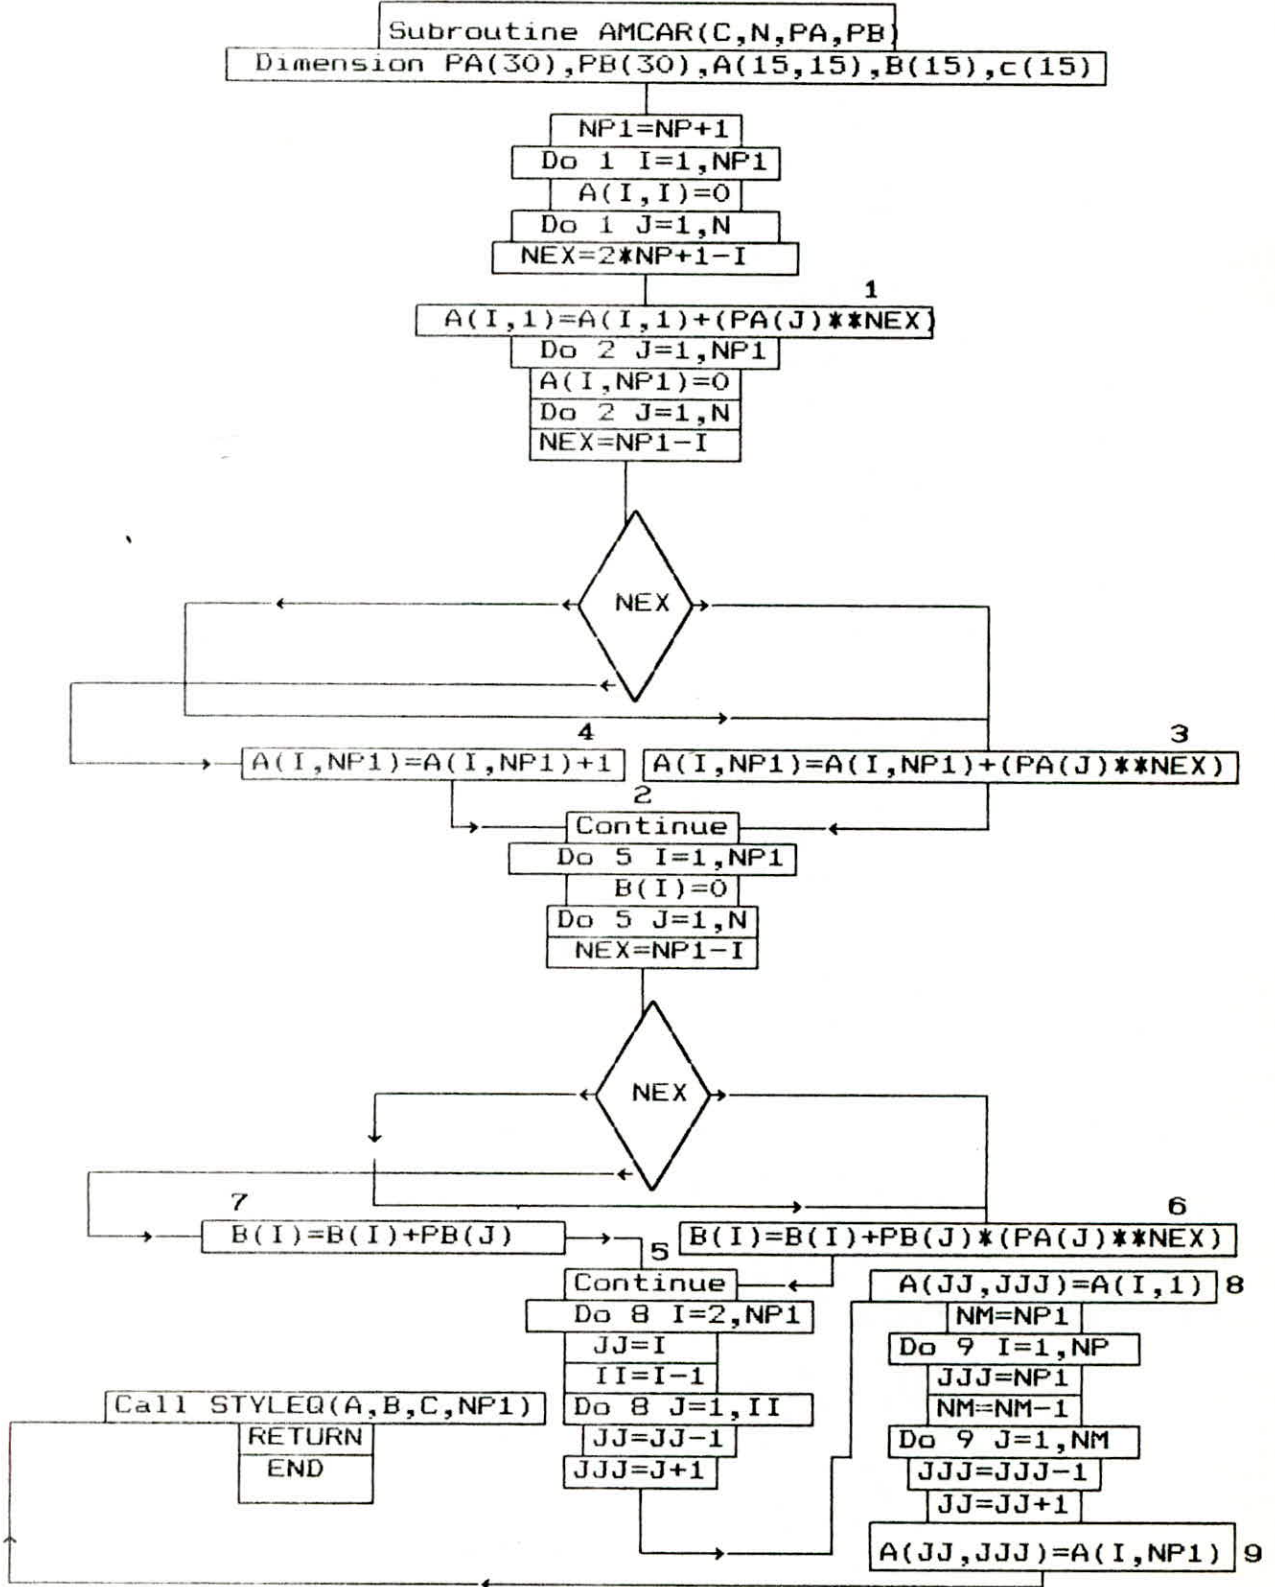 Subroutine AMCAR(C,N,PA,PB)
Dimension PA(30),PB(30),A(15,15),B(15),c(15)
NP1=NP+1
Do 1 I=1,NP1
A(I,I)=0
Do 1 J=1,N
NEX=2*NP+1-I
1
A(I,1)=A(I,1)+(PA(J)**NEX)
Do 2 J=1,NP1
A(I,NP1)=0
Do 2 J=1,N
NEX=NP1-I
NEX
4
A(I,NP1)=A(I,NP1)+1
3
A(I,NP1)=A(I,NP1)+(PA(J)**NEX)
2
Continue
Do 5 I=1,NP1
B(I)=0
Do 5 J=1,N
NEX=NP1-I
NEX
7
B(I)=B(I)+PB(J)
6
B(I)=B(I)+PB(J)*(PA(J)**NEX)
5
Continue
Do 8 I=2,NP1
JJ=I
II=I-1
Do 8 J=1,II
JJ=JJ-1
JJJ=J+1
A(JJ,JJJ)=A(I,1) 8
NM=NP1
Do 9 I=1,NP
JJJ=NP1
NM=NM-1
Do 9 J=1,NM
JJJ=JJJ-1
JJ=JJ+1
A(JJ,JJJ)=A(I,NP1) 9
Call STYLEQ(A,B,C,NP1)
RETURN
END